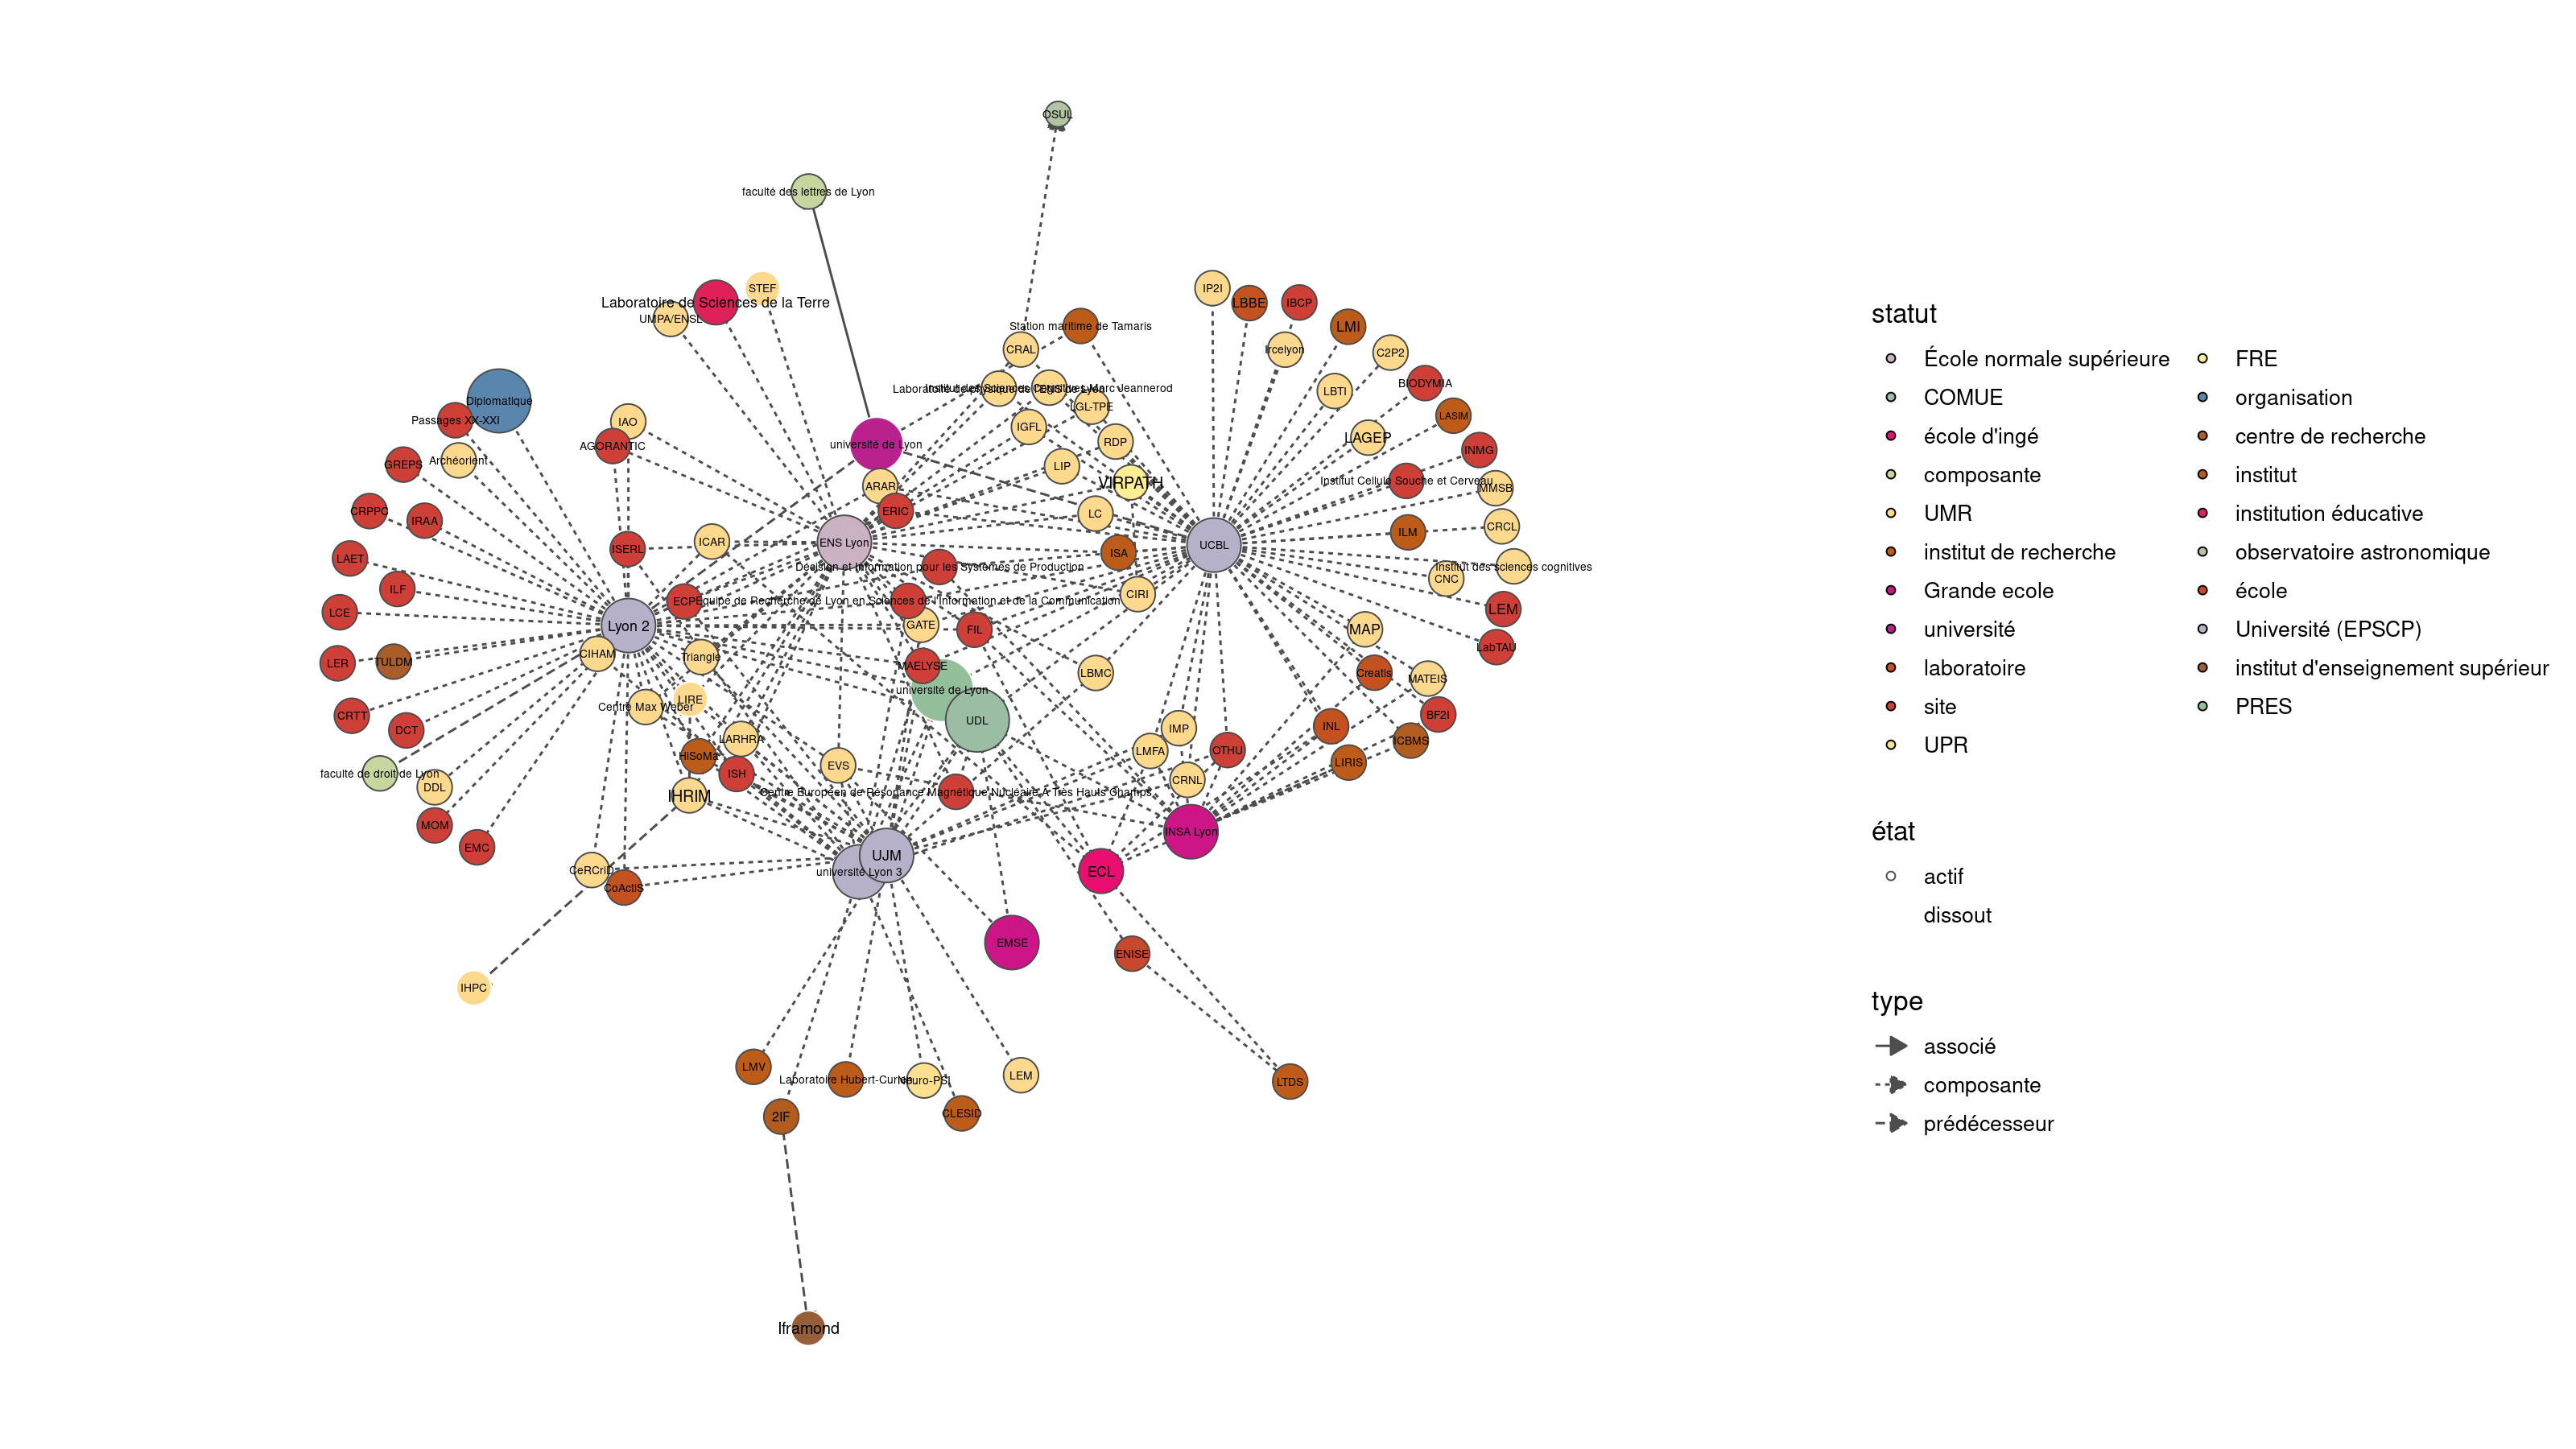 OSUL
faculté des lettres de Lyon
STEF
Laboratoire de Sciences de la Terre
UMPA/ENSL
IP2I
LBBE
IBCP
Station maritime de Tamaris
LMI
CRAL
Ircelyon
C2P2
BIODYMIA
LBTI
Institut des Sciences Cognitives Marc Jeannerod
Laboratoire de physique de l'ENS de Lyon
Diplomatique
LGL-TPE
LASIM
Passages XX-XXI
IAO
IGFL
LAGEP
AGORANTIC
université de Lyon
RDP
INMG
GREPS
Archéorient
LIP
VIRPATH
Institut Cellule Souche et Cerveau
MMSB
ARAR
CRPPC
ERIC
LC
IRAA
CRCL
ILM
ICAR
ENS Lyon
UCBL
ISERL
ISA
LAET
Décision et Information pour les Systèmes de Production
Institut des sciences cognitives
CNC
ILF
CIRI
ECP
Equipe de Recherche de Lyon en Sciences de l'Information et de la Communication
LEM
LCE
Lyon 2
GATE
FIL
MAP
LabTAU
CIHAM
Triangle
LER
TULDM
MAELYSE
LBMC
Creatis
MATEIS
université de Lyon
LIRE
Centre Max Weber
CRTT
UDL
BF2I
DCT
INL
IMP
LARHRA
ICBMS
LMFA
OTHU
HiSoMa
LIRIS
EVS
faculté de droit de Lyon
ISH
CRNL
DDL
Centre Européen de Résonance Magnétique Nucléaire A Très Hauts Champs
IHRIM
MOM
INSA Lyon
EMC
UJM
CeRCriD
université Lyon 3
ECL
CoActiS
EMSE
ENISE
IHPC
LMV
Laboratoire Hubert-Curien
Neuro-PSI
LEM
LTDS
2IF
CLESID
Iframond
statut
École normale supérieure
COMUE
école d'ingé
composante
UMR
institut de recherche
Grande ecole
université
laboratoire
site
UPR
FRE
organisation
centre de recherche
institut
institution éducative
observatoire astronomique
école
Université (EPSCP)
institut d'enseignement supérieur
PRES
état
actif
dissout
type
associé
composante
prédécesseur